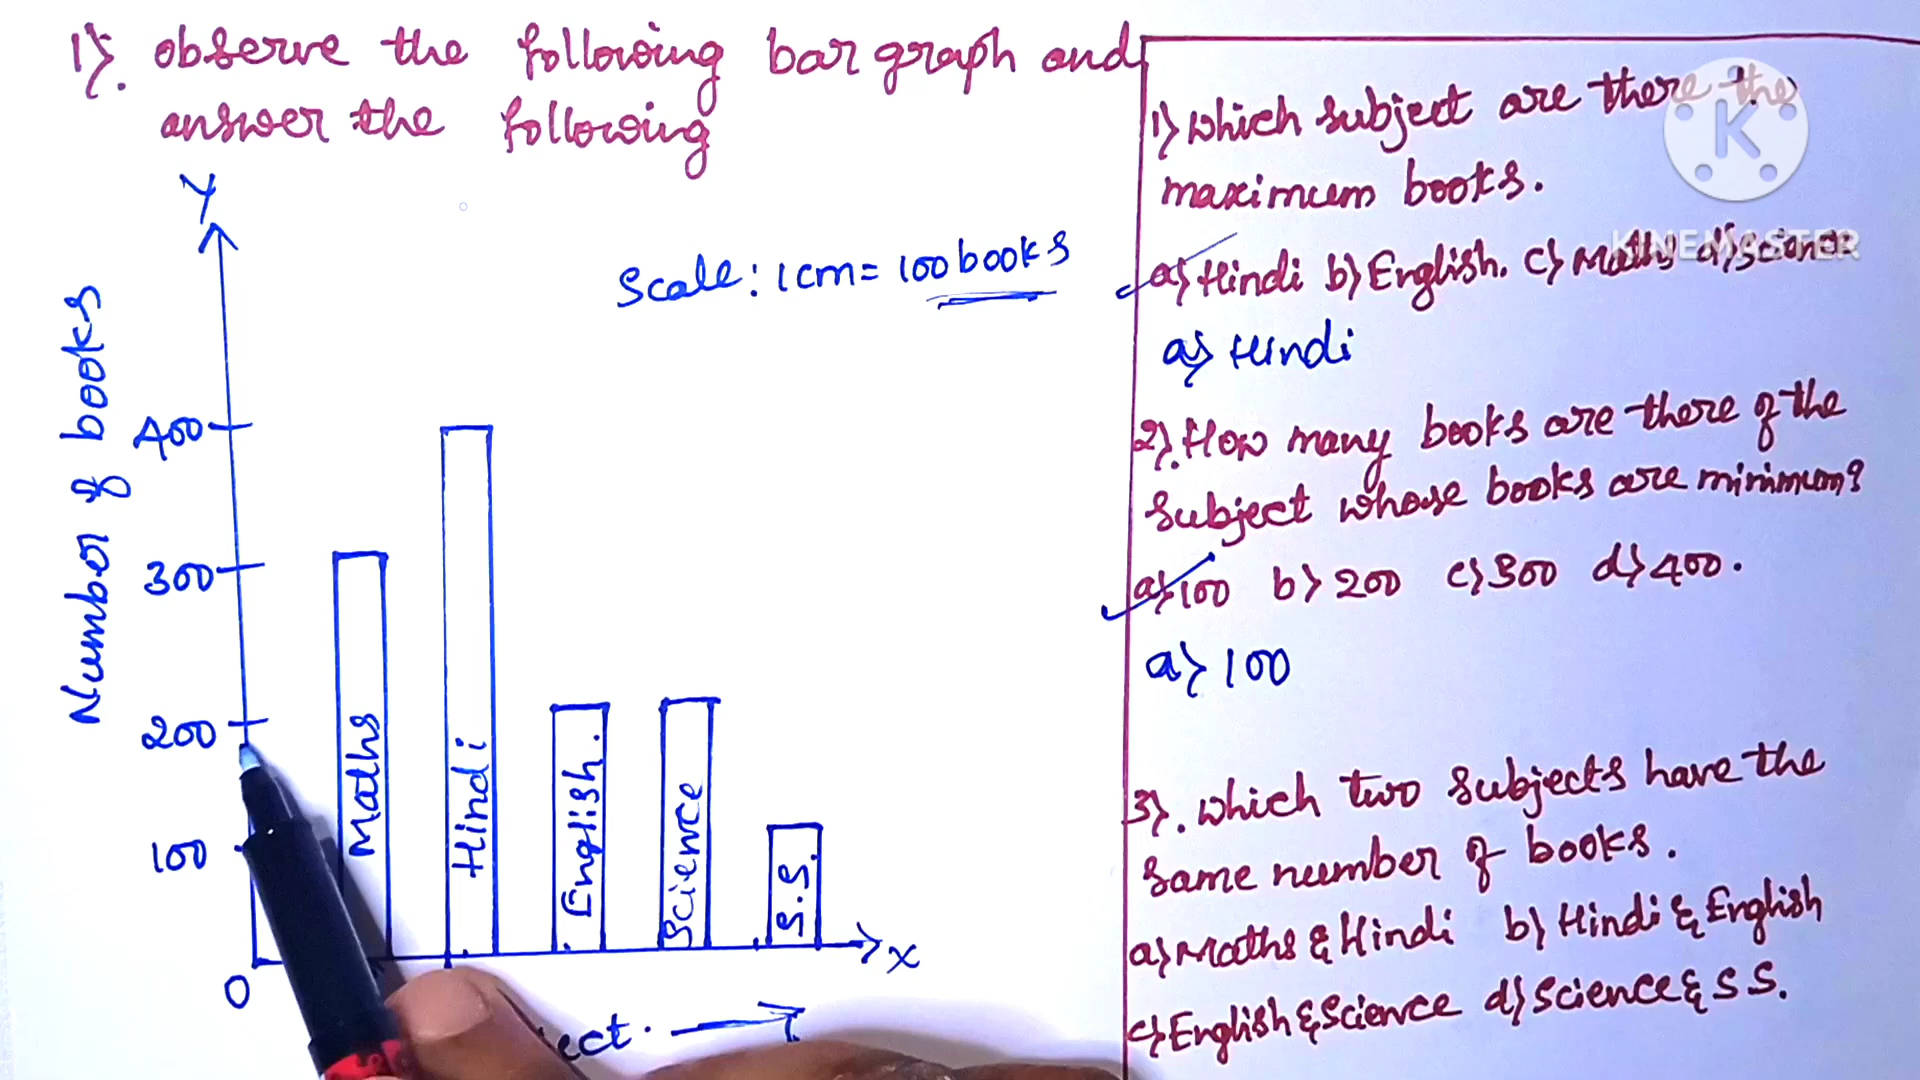 1). observe the following bar graph and
answer the following
Y
Number of books
Scale: 1cm = 100 books
400
300
200
100
0
Maths
Hindi
English.
Science
S.S.
X
ject.
1) Which subject are there the
maximum books.
a) Hindi b) English. c) Maths d) Science
a) Hindi
2). How many books are there of the
subject whose books are minimum?
a) 100 b) 200 c) 300 d) 400.
a) 100
3). Which two subjects have the
same number of books.
a) Maths & Hindi b) Hindi & English
c) English & Science d) Science & S S.
K
KINEMASTER